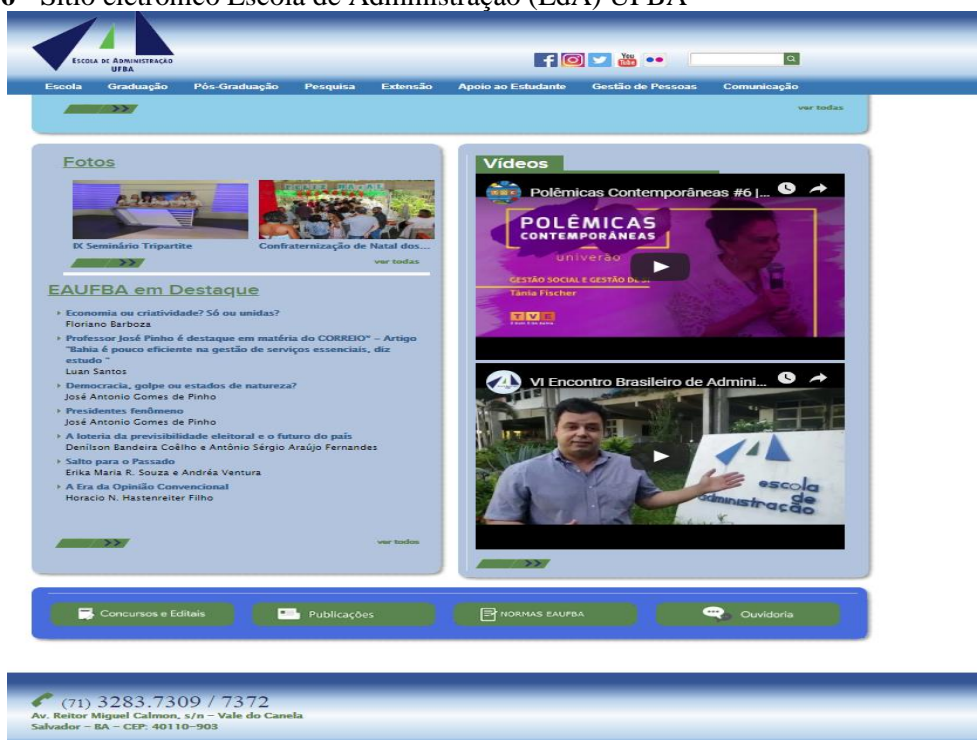 6 - Sítio eletrônico Escola de Administração (EdA) UFBA
ESCOLA DE ADMINISTRAÇÃO
UFBA
f You Tube
Escola Graduação Pós-Graduação Pesquisa Extensão Apoio ao Estudante Gestão de Pessoas Comunicação
>> ver todas
Fotos
IX Seminário Tripartite Confraternização de Natal dos...
>> ver todas
EAUFBA em Destaque
Economia ou criatividade? Só ou unidas?
Floriano Barboza
Professor José Pinho é destaque em matéria do CORREIO* – Artigo
"Bahia é pouco eficiente na gestão de serviços essenciais, diz
estudo "
Luan Santos
Democracia, golpe ou estados de natureza?
José Antonio Gomes de Pinho
Presidentes fenômeno
José Antonio Gomes de Pinho
A loteria da previsibilidade eleitoral e o futuro do país
Denilson Bandeira Coêlho e Antônio Sérgio Araújo Fernandes
Salto para o Passado
Erika Maria R. Souza e Andréa Ventura
A Era da Opinião Convencional
Horacio N. Hastenreiter Filho
>> ver todos
Vídeos
Polêmicas Contemporâneas #6 |...
POLÊMICAS
CONTEMPORÂNEAS
univerão
GESTÃO SOCIAL E GESTÃO DE
Tânia Fischer
TVE
VI Encontro Brasileiro de Admini...
escola
de
administração
>>
Concursos e Editais Publicações NORMAS EAUFBA Ouvidoria
(71) 3283.7309 / 7372
Av. Reitor Miguel Calmon, s/n – Vale do Canela
Salvador – BA – CEP: 40110-903